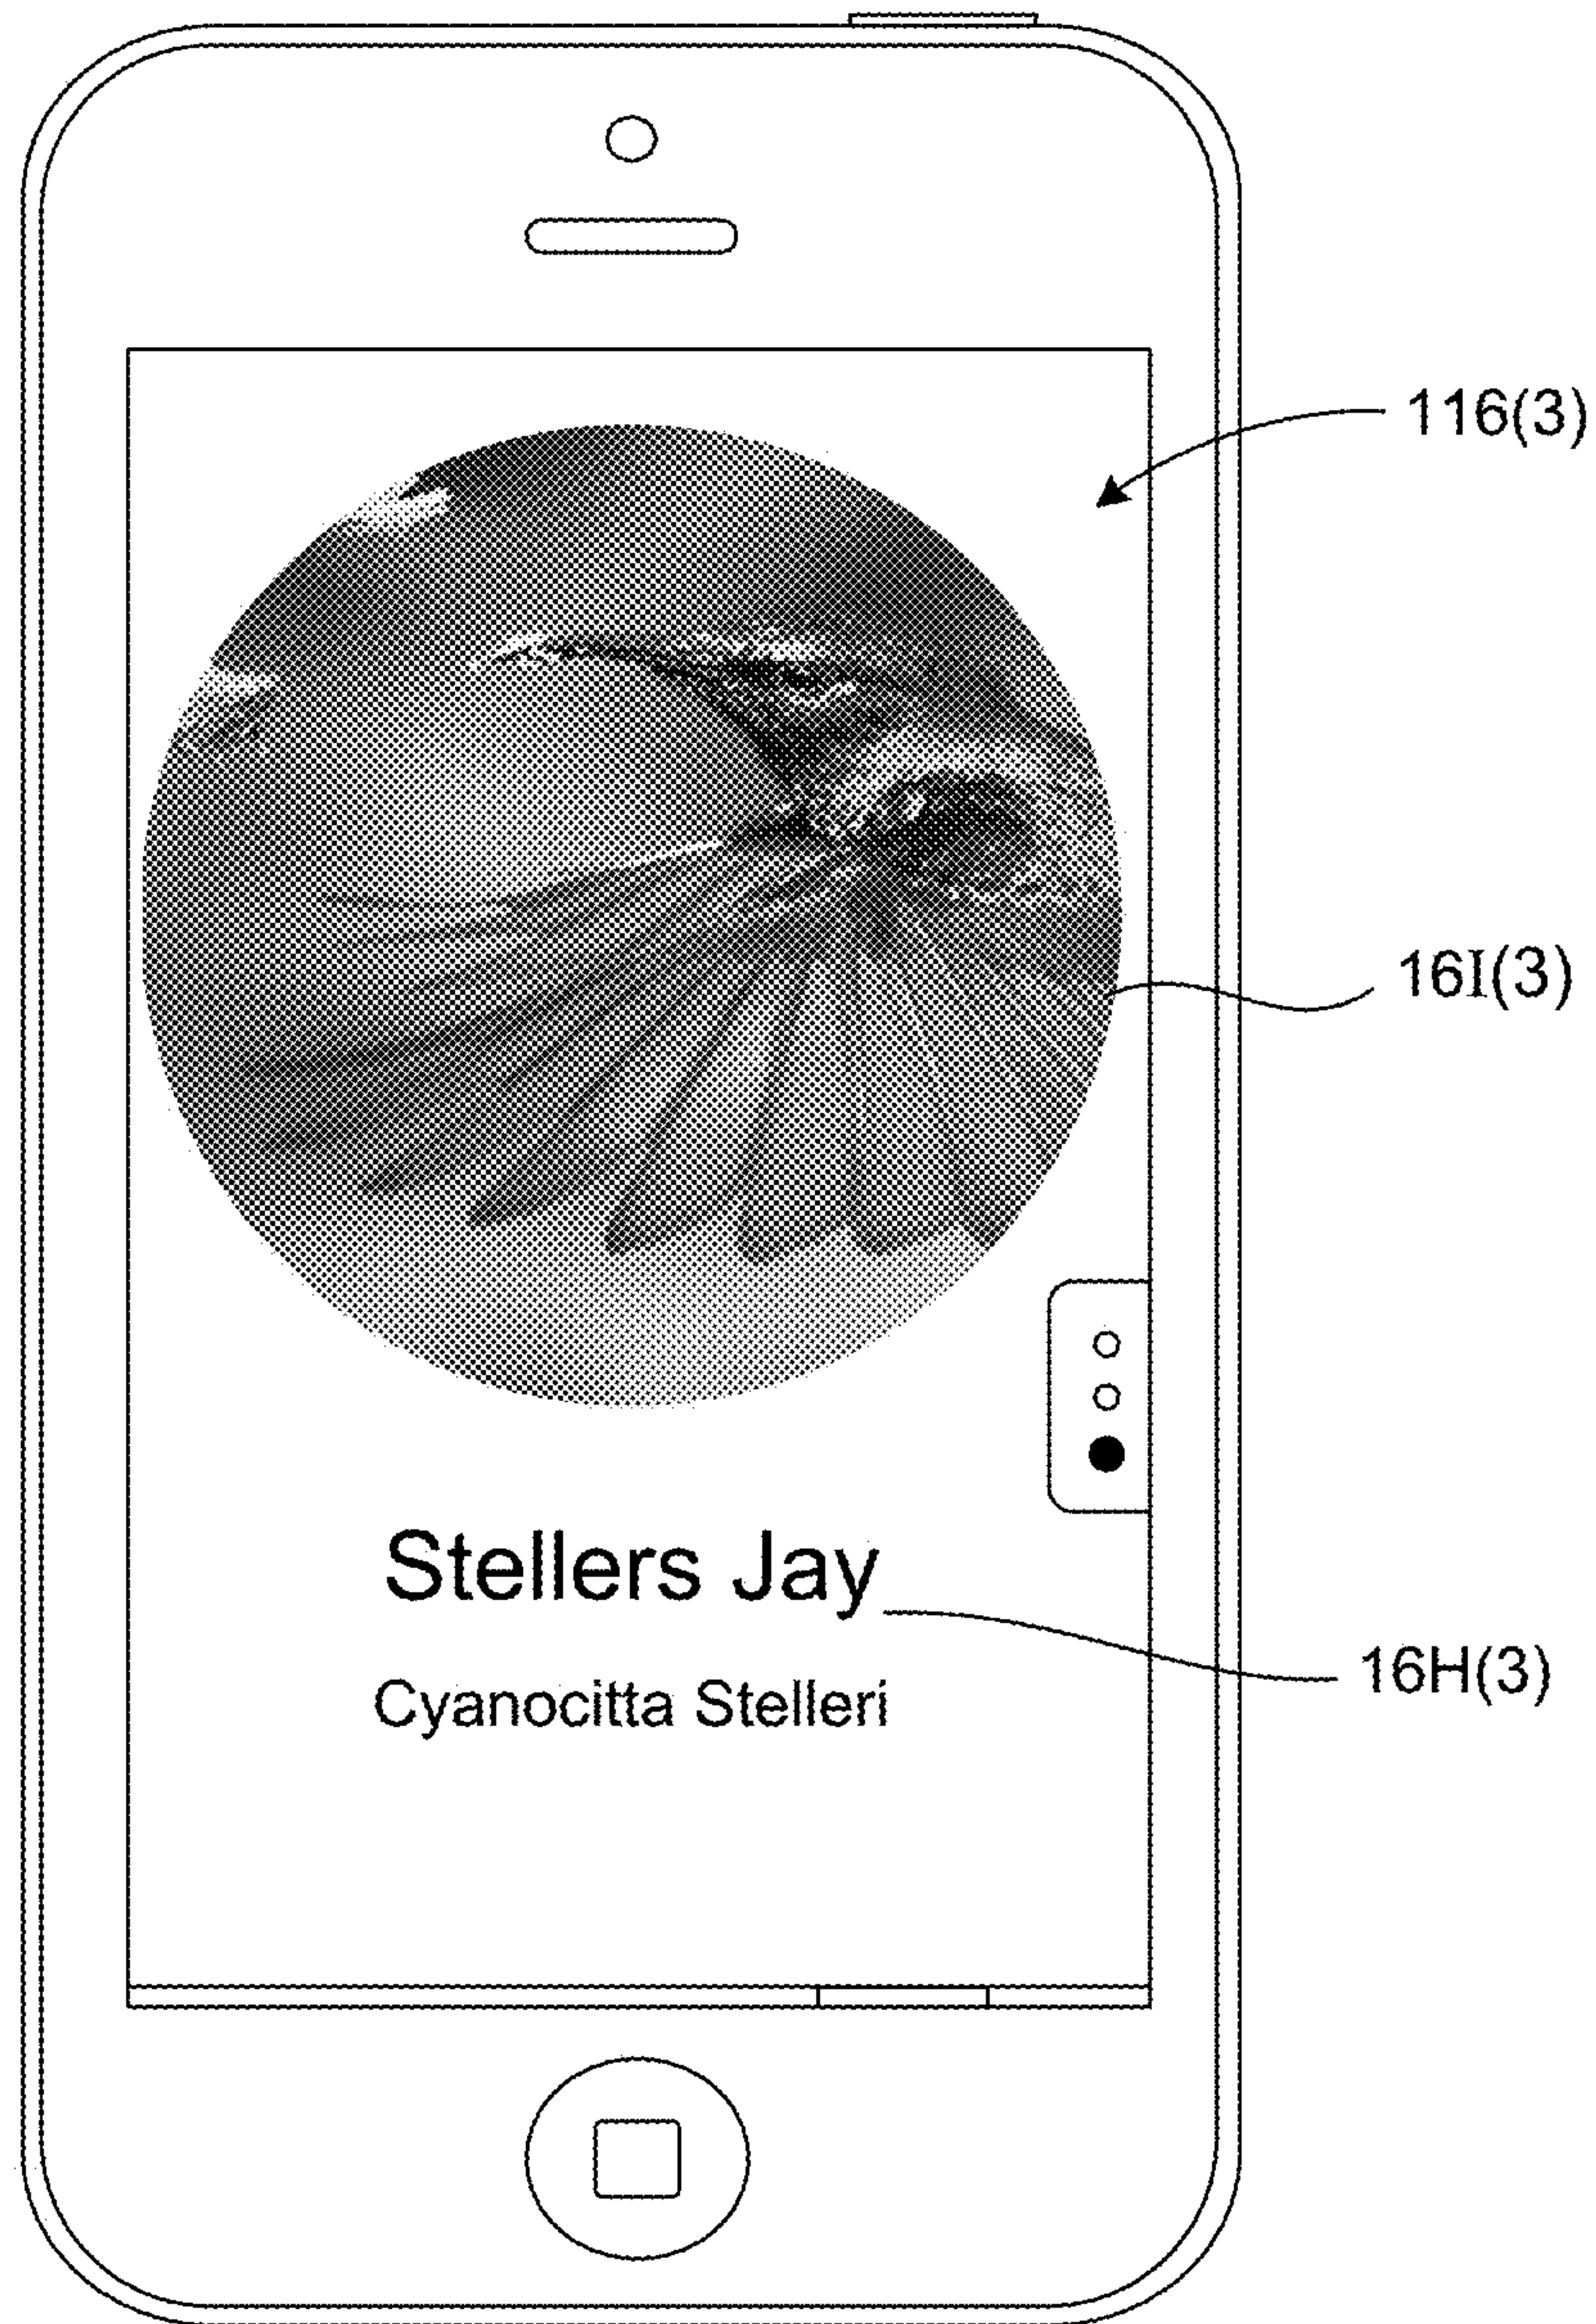 116(3)
16I(3)
Stellers Jay
16H(3)
Cyanocitta Stelleri